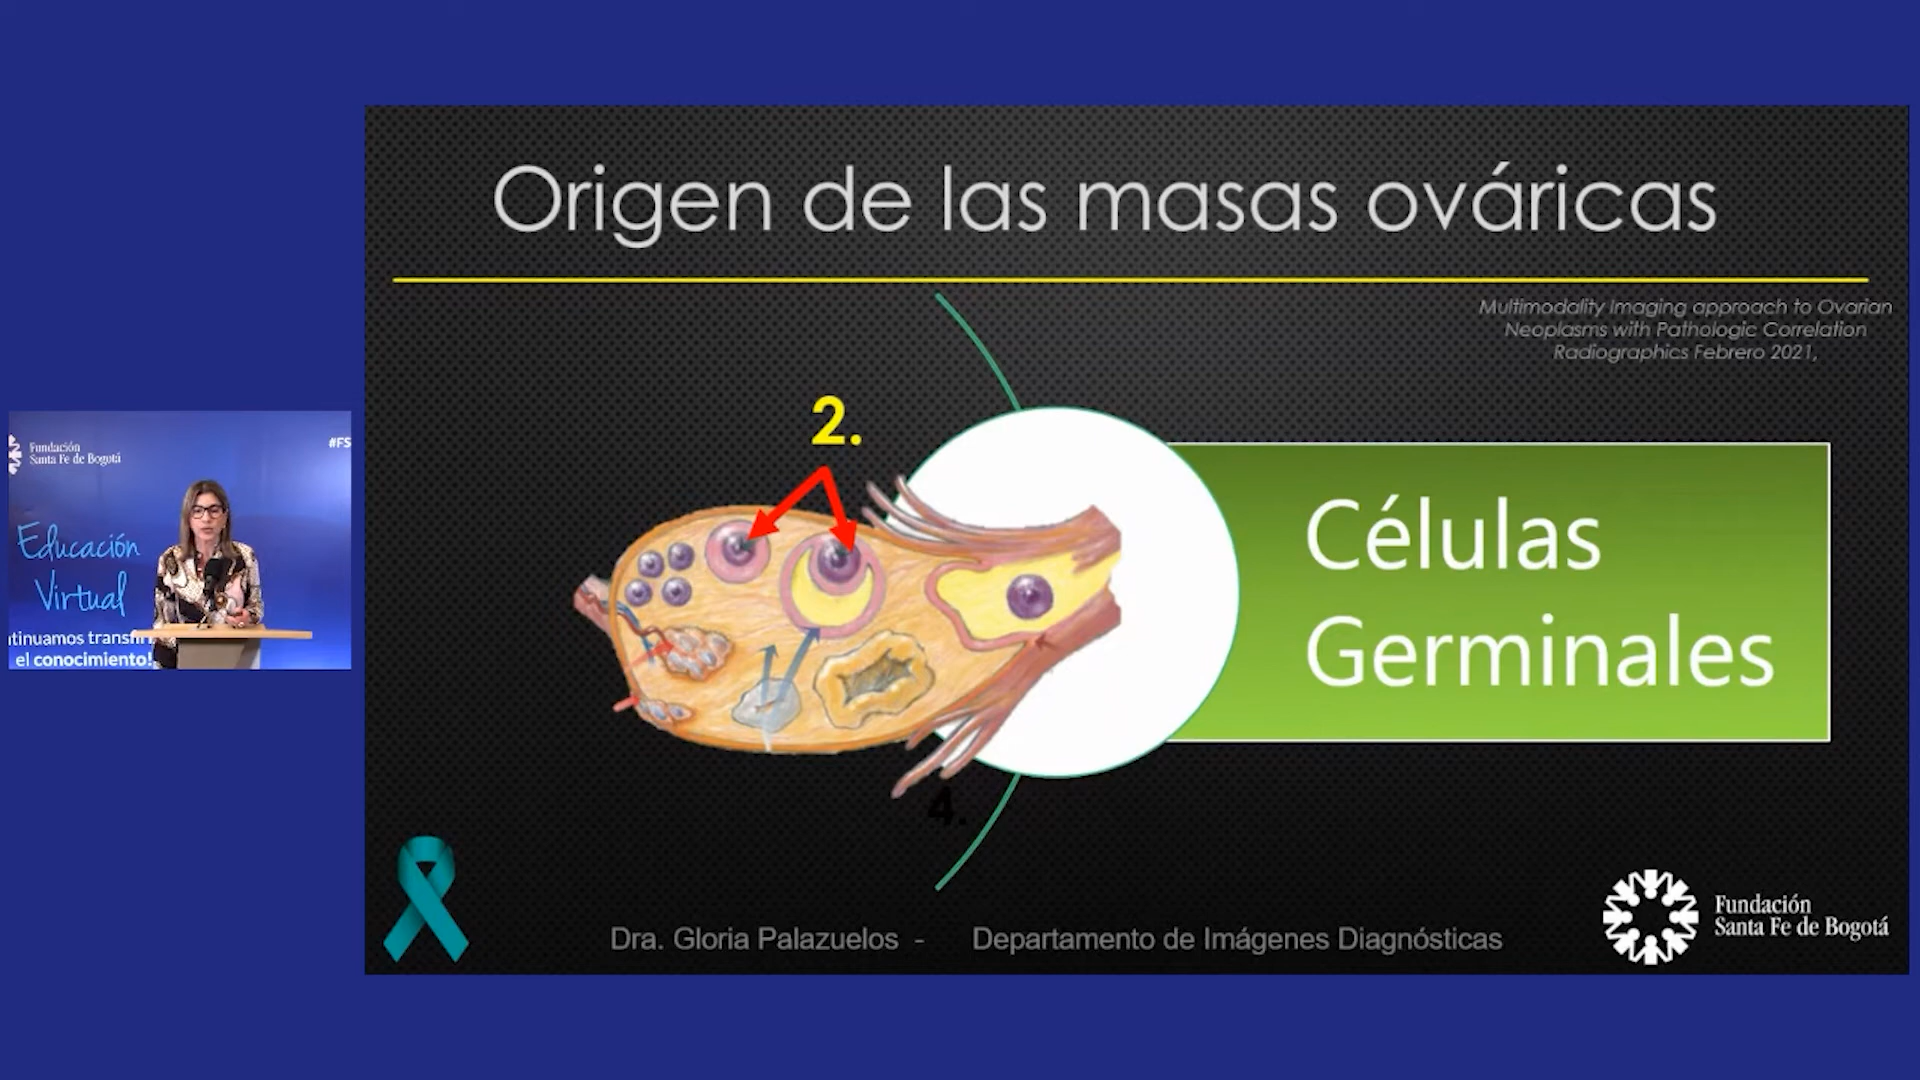 Origen de las masas ováricas
Multimodality Imaging approach to Ovarian
Neoplasms with Pathologic Correlation
Radiographics Febrero 2021,
2.
Células
Germinales
4.
Dra. Gloria Palazuelos - Departamento de Imágenes Diagnósticas
Fundación
Santa Fe de Bogotá
Fundación
Santa Fe de Bogotá
#FS
Educación
Virtual
tinuamos transfir
el conocimiento!